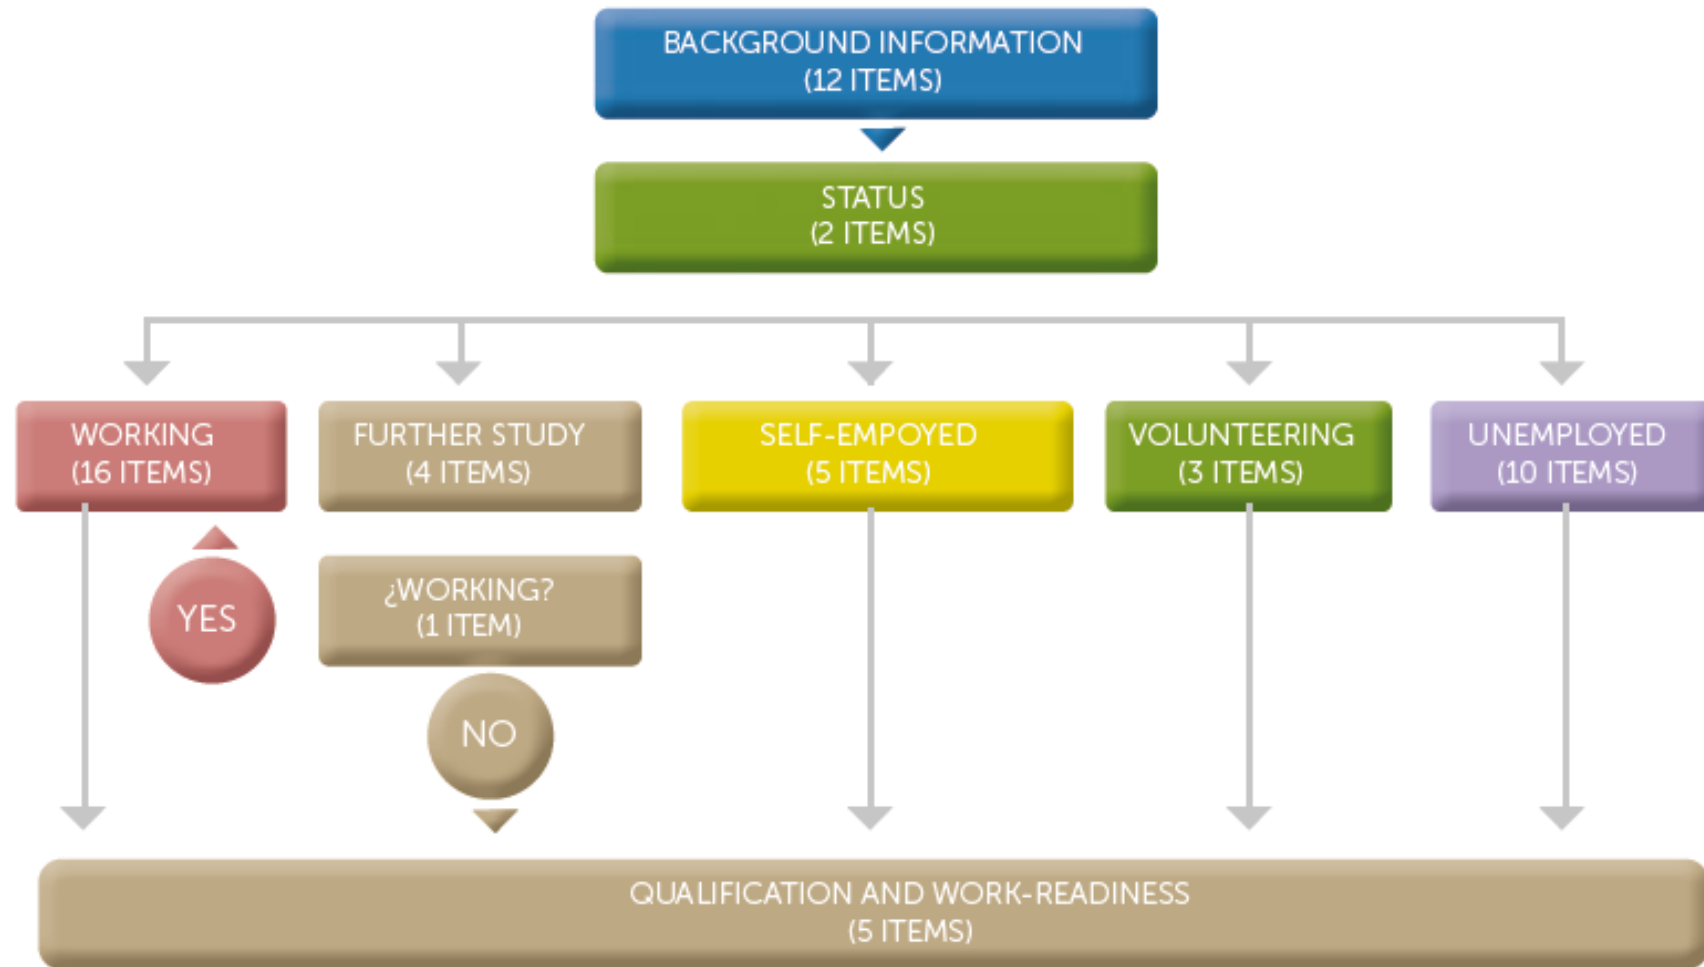 BACKGROUND INFORMATION
(12 ITEMS)
STATUS
(2 ITEMS)
WORKING
(16 ITEMS)
FURTHER STUDY
(4 ITEMS)
SELF-EMPOYED
(5 ITEMS)
VOLUNTEERING
(3 ITEMS)
UNEMPLOYED
(10 ITEMS)
YES
¿WORKING?
(1 ITEM)
NO
QUALIFICATION AND WORK-READINESS
(5 ITEMS)